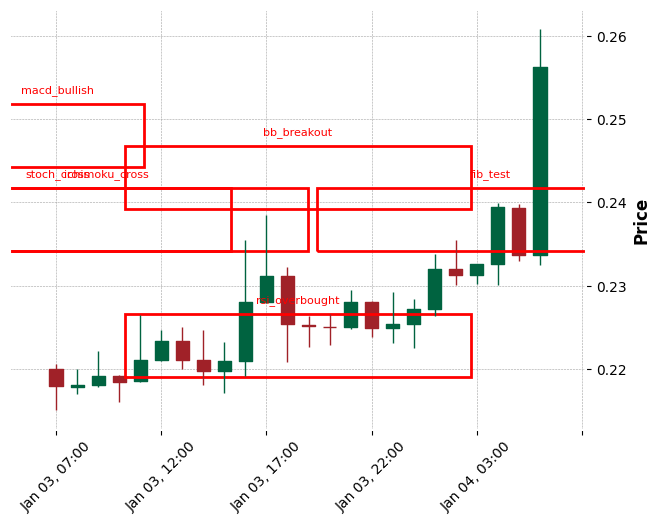 0.26
macd_bullish
0.25
bb_breakout
stoch_cross
ichimoku_cross
fib_test
0.24
Price
0.23
rsi_overbought
0.22
Jan 03, 07:00
Jan 03, 12:00
Jan 03, 17:00
Jan 03, 22:00
Jan 04, 03:00